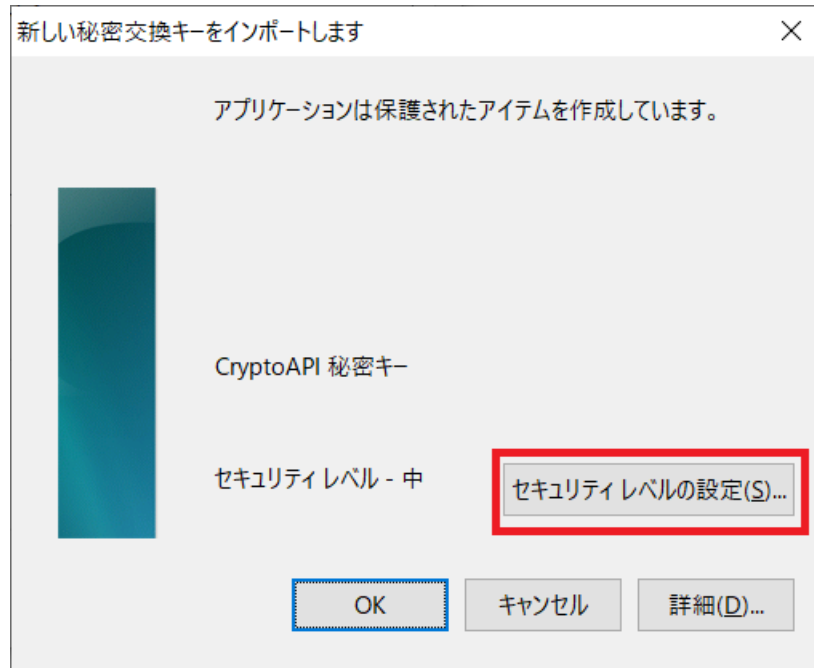 新しい秘密交換キーをインポートします
アプリケーションは保護されたアイテムを作成しています。
CryptoAPI 秘密キー
セキュリティ レベル - 中
セキュリティ レベルの設定(S)...
OK
キャンセル
詳細(D)...